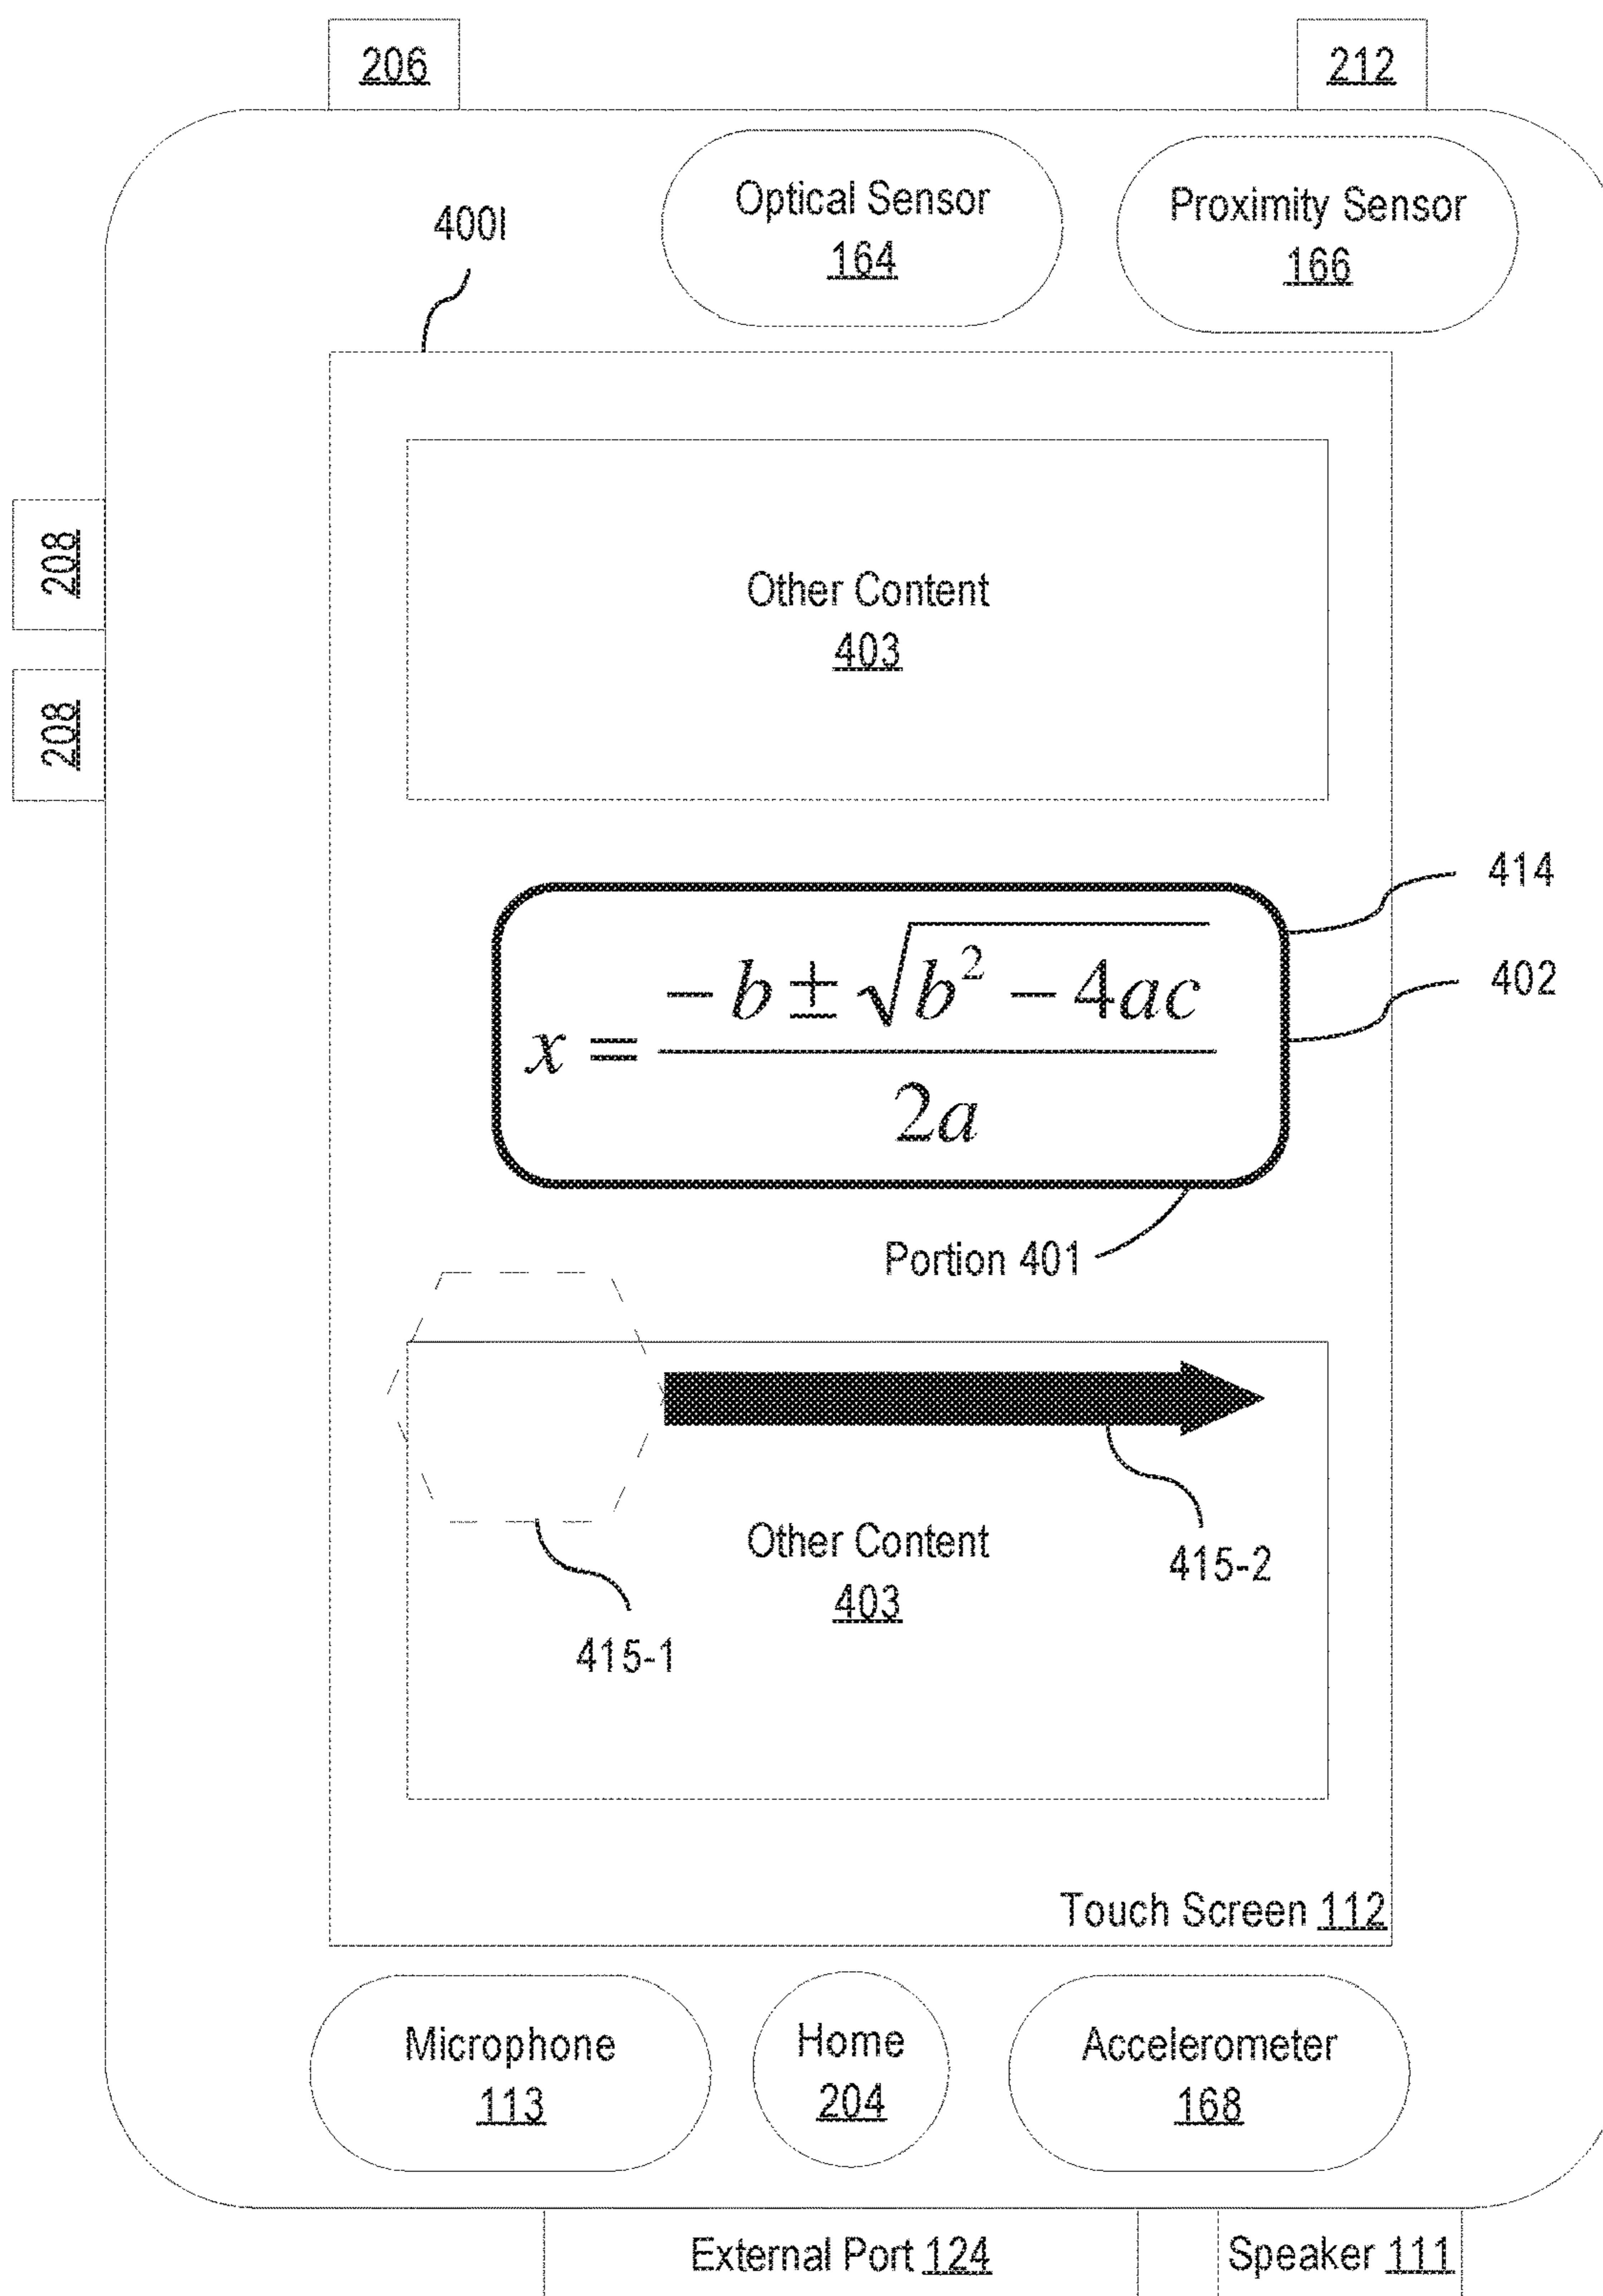 206
212
Optical Sensor
164
Proximity Sensor
166
400I
208
208
Other Content
403
414
402
x = −b ± √b² − 4ac / 2a
Portion 401
Other Content
403
415-2
415-1
Touch Screen 112
Microphone
113
Home
204
Accelerometer
168
External Port 124
Speaker 111